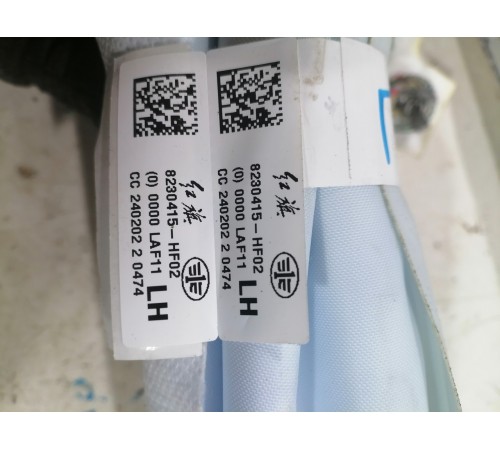 红旗
8230415-HF02
(0) 0000 LAF11 LH
CC 240202 2 0474
红旗
8230415-HF02
(0) 0000 LAF11 LH
CC 240202 2 0474